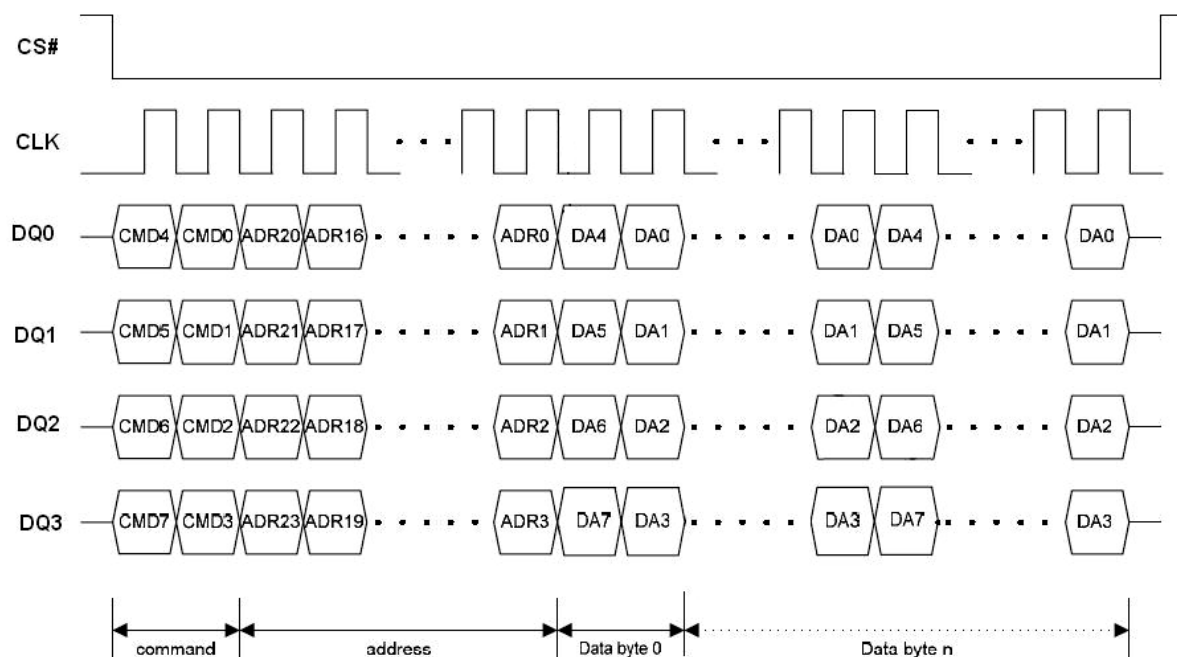 CS#
CLK
DQ0 CMD4 CMD0 ADR20 ADR16 ADR0 DA4 DA0 DA0 DA4 DA0
DQ1 CMD5 CMD1 ADR21 ADR17 ADR1 DA5 DA1 DA1 DA5 DA1
DQ2 CMD6 CMD2 ADR22 ADR18 ADR2 DA6 DA2 DA2 DA6 DA2
DQ3 CMD7 CMD3 ADR23 ADR19 ADR3 DA7 DA3 DA3 DA7 DA3
command address Data byte 0 Data byte n